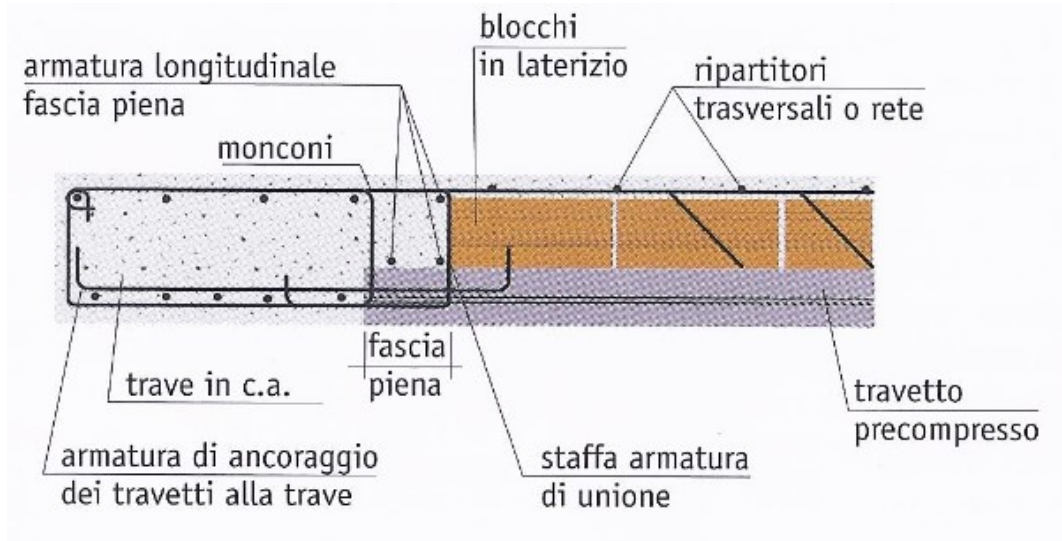 blocchi
in laterizio
armatura longitudinale
fascia piena
ripartitori
trasversali o rete
monconi
fascia
piena
trave in c.a.
travetto
precompresso
armatura di ancoraggio
dei travetti alla trave
staffa armatura
di unione